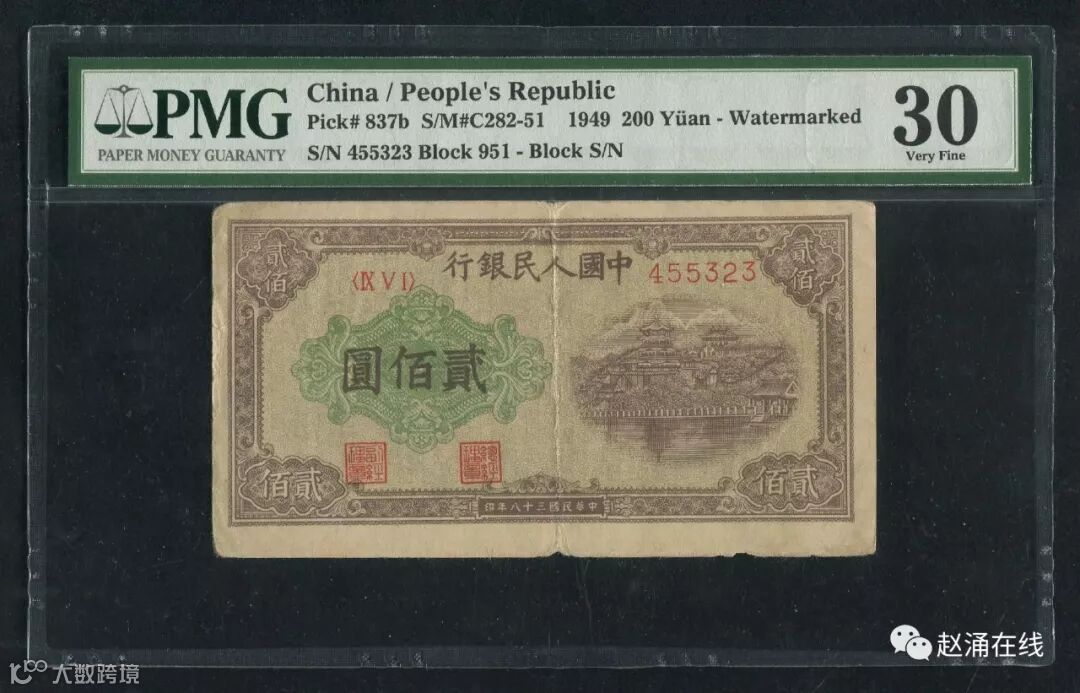 PMG
PAPER MONEY GUARANTY
China / People's Republic
Pick# 837b S/M#C282-51 1949 200 Yüan - Watermarked
S/N 455323 Block 951 - Block S/N
30
Very Fine
中國人民銀行
貳佰
貳佰
〈IX V I〉
455323
貳佰圓
貳佰
貳佰
中華民國三十八年印
赵涌在线
大数跨境